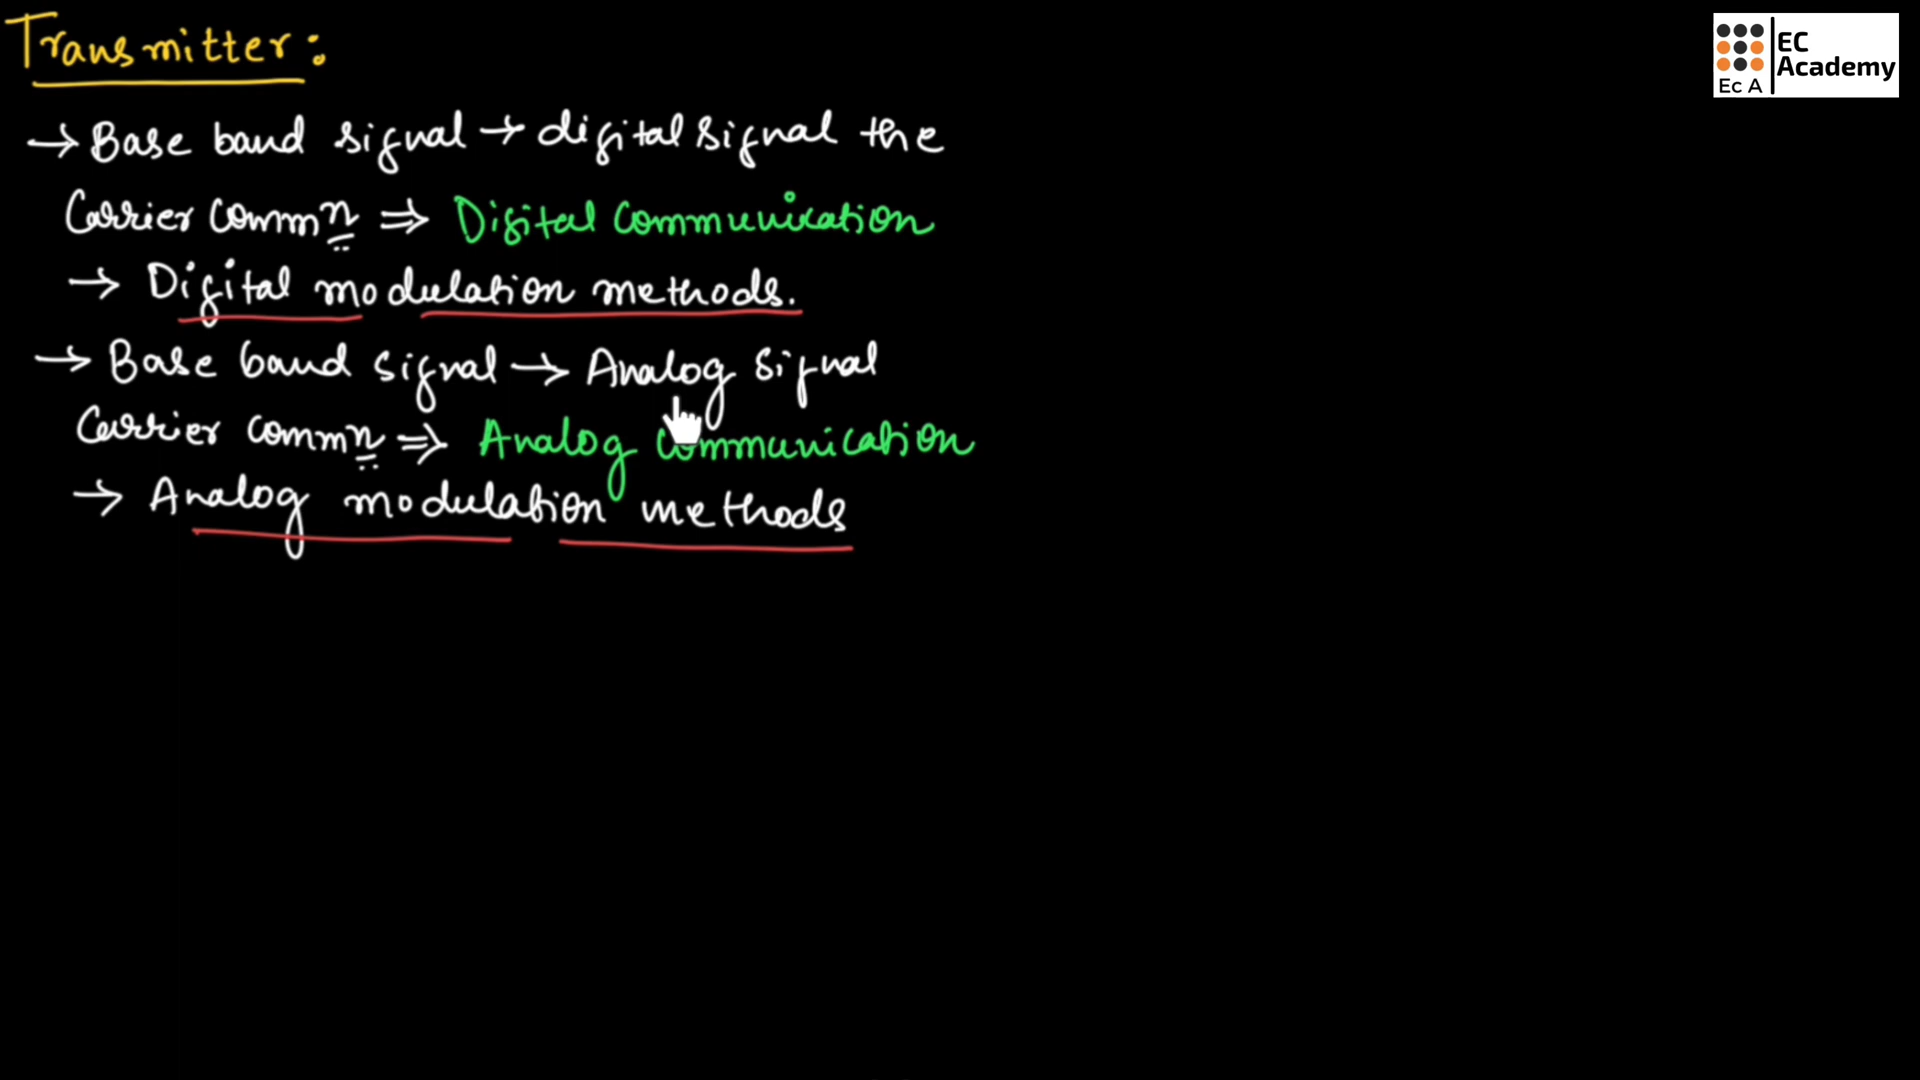 Transmitter:
→ Base band signal → digital signal the
Carrier commn ⇒ Digital Communication
→ Digital modulation methods.
→ Base band signal → Analog signal
Carrier commn ⇒ Analog communication
→ Analog modulation methods
EC
Academy
Ec A